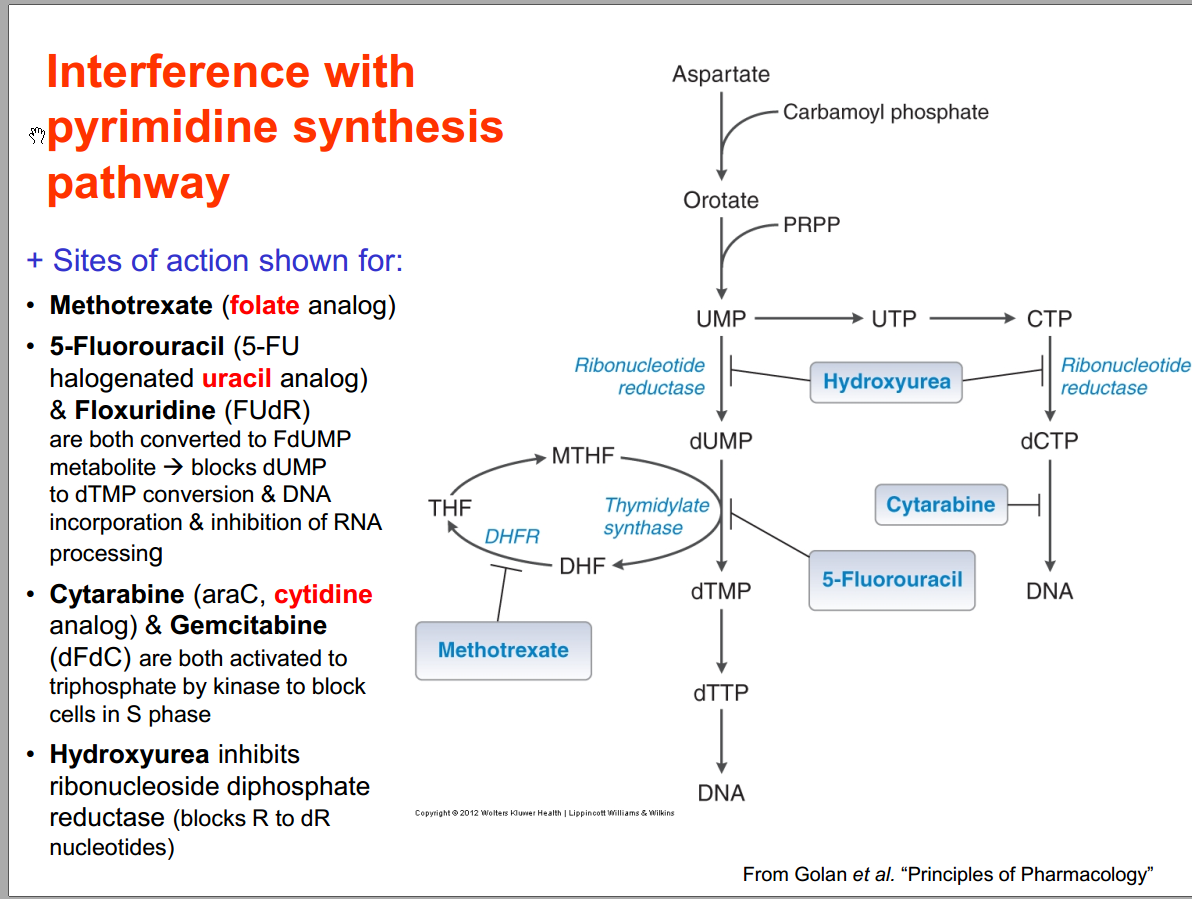 Interference with
pyrimidine synthesis
pathway
+ Sites of action shown for:
• Methotrexate (folate analog)
• 5-Fluorouracil (5-FU
halogenated uracil analog)
& Floxuridine (FUdR)
are both converted to FdUMP
metabolite → blocks dUMP
to dTMP conversion & DNA
incorporation & inhibition of RNA
processing
• Cytarabine (araC, cytidine
analog) & Gemcitabine
(dFdC) are both activated to
triphosphate by kinase to block
cells in S phase
• Hydroxyurea inhibits
ribonucleoside diphosphate
reductase (blocks R to dR
nucleotides)
Aspartate
Carbamoyl phosphate
Orotate
PRPP
UMP
UTP
CTP
Ribonucleotide
reductase
Hydroxyurea
Ribonucleotide
reductase
dUMP
dCTP
MTHF
THF
Thymidylate
synthase
DHFR
DHF
Cytarabine
5-Fluorouracil
dTMP
DNA
Methotrexate
dTTP
DNA
Copyright © 2012 Wolters Kluwer Health | Lippincott Williams & Wilkins
From Golan et al. “Principles of Pharmacology”